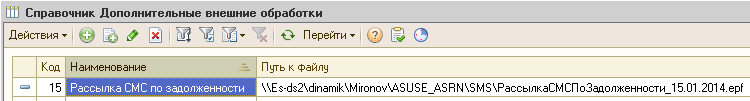 Справочник Дополнительные внешние обработки
Действия Перейти
Код Наименование Путь к Файлу
15 Рассылка СМС по задолженности \\Es-ds2\dinamik\Mironov\ASUSE_ASRN\SMS\РассылкаСМСПоЗадолженности_15.01.2014.epf